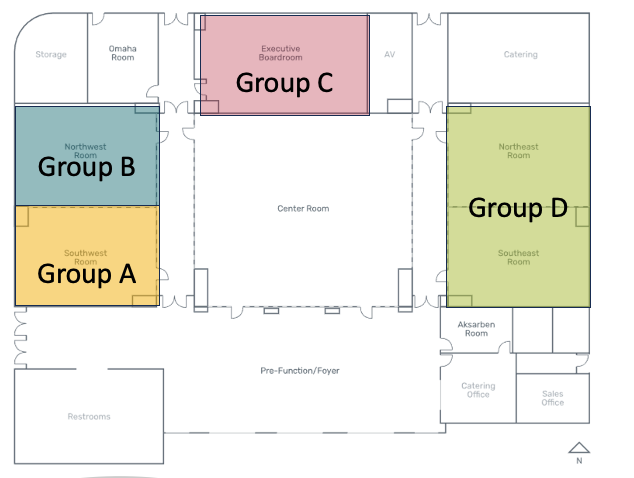 Storage
Omaha
Room
Executive
Boardroom
Group C
AV
Catering
Northwest
Room
Group B
Northeast
Room
Center Room
Group D
Southwest
Room
Group A
Southeast
Room
Aksarben
Room
Pre-Function/Foyer
Catering
Office
Sales
Office
Restrooms
N